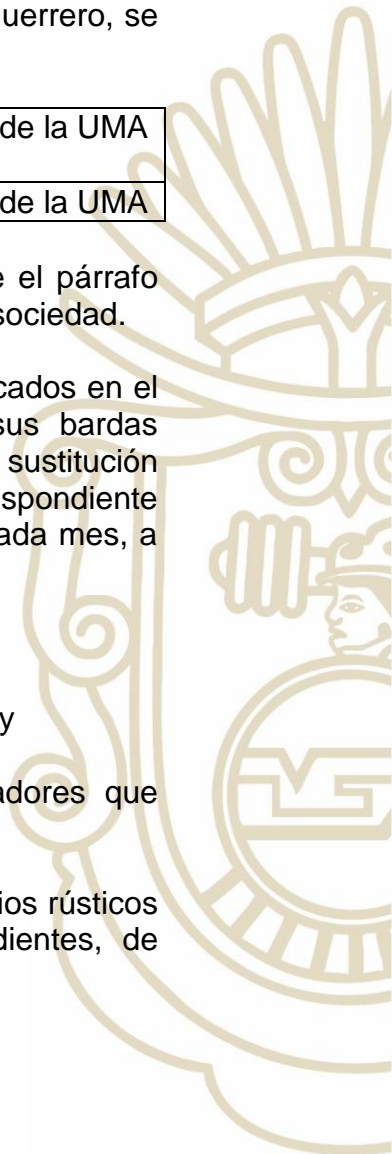 uerrero, se
de la UMA
de la UMA
e el párrafo
sociedad.
cados en el
sus bardas
sustitución
spondiente
ada mes, a
y
adores que
ios rústicos
dientes, de